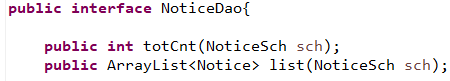 public interface NoticeDao{
public int totCnt(NoticeSch sch);
public ArrayList<Notice> list(NoticeSch sch);